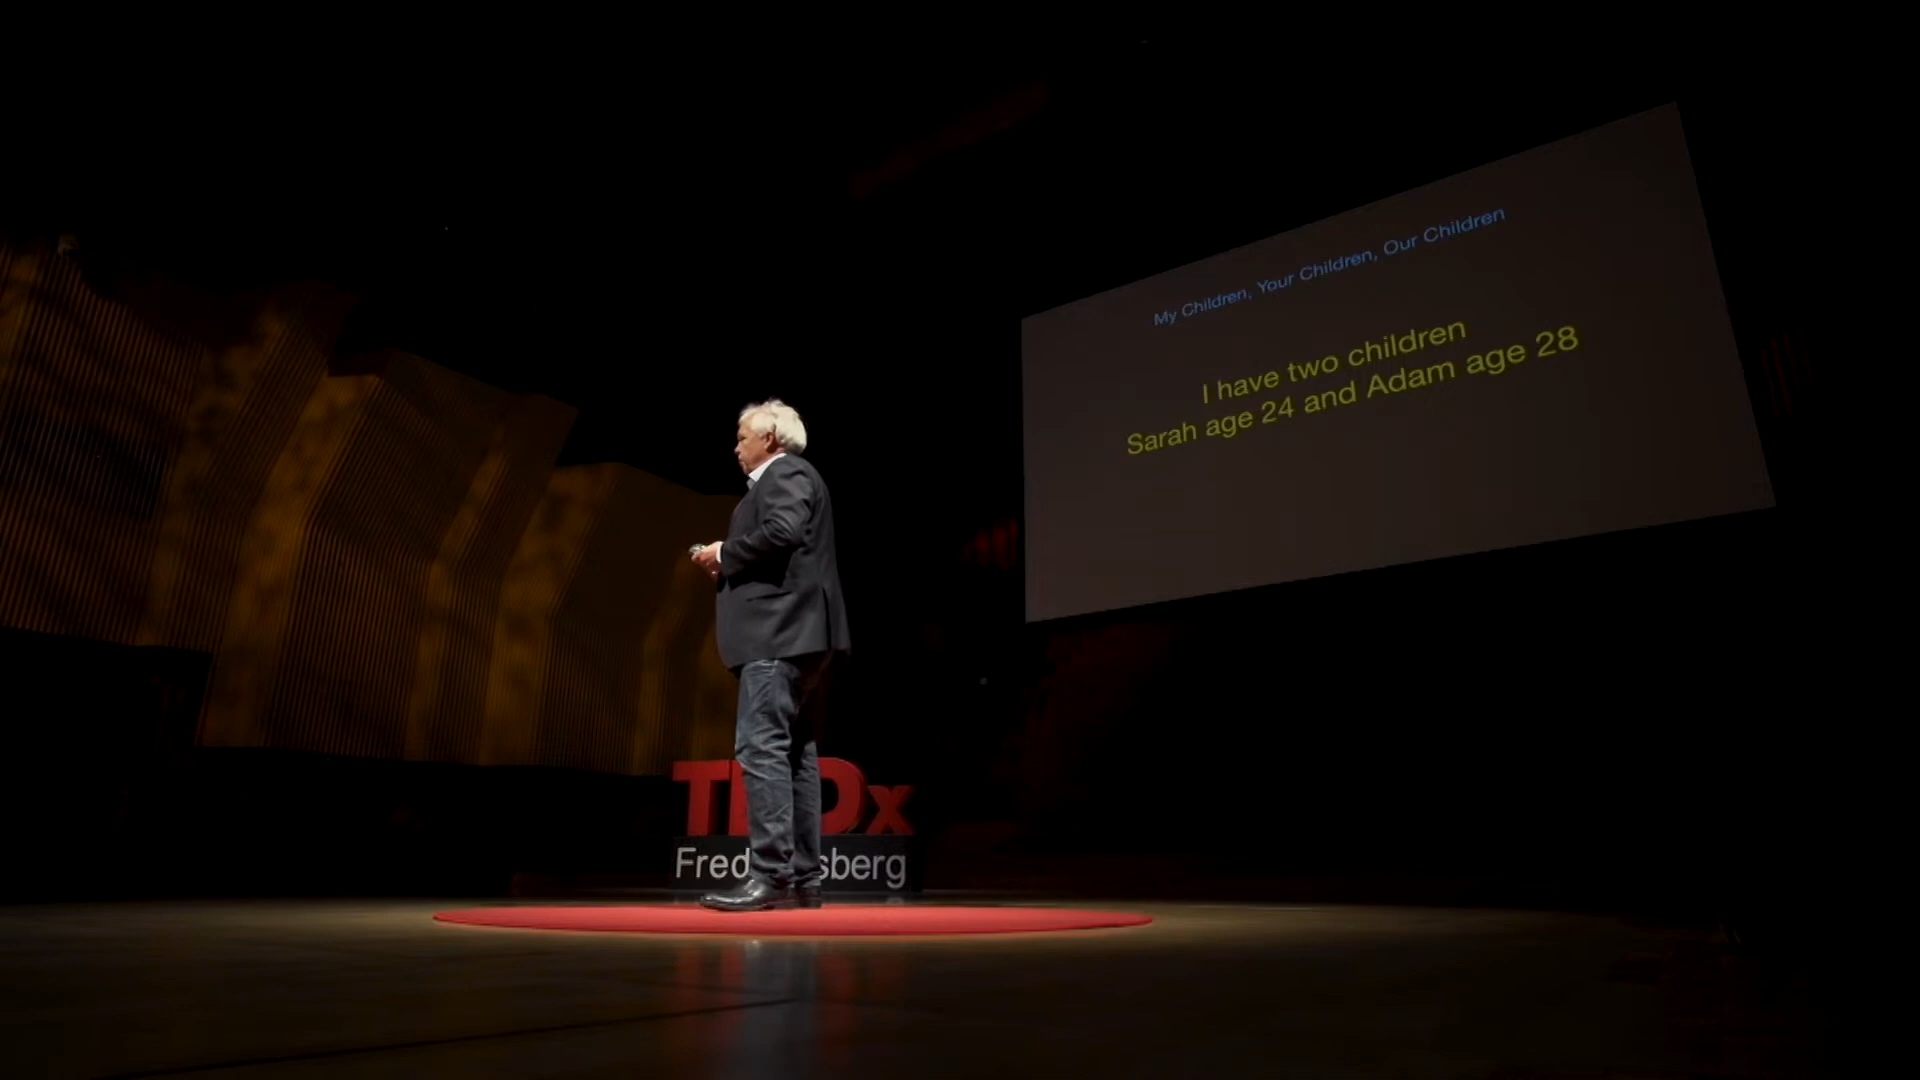 My Children, Your Children, Our Children
I have two children
Sarah age 24 and Adam age 28
TEDx